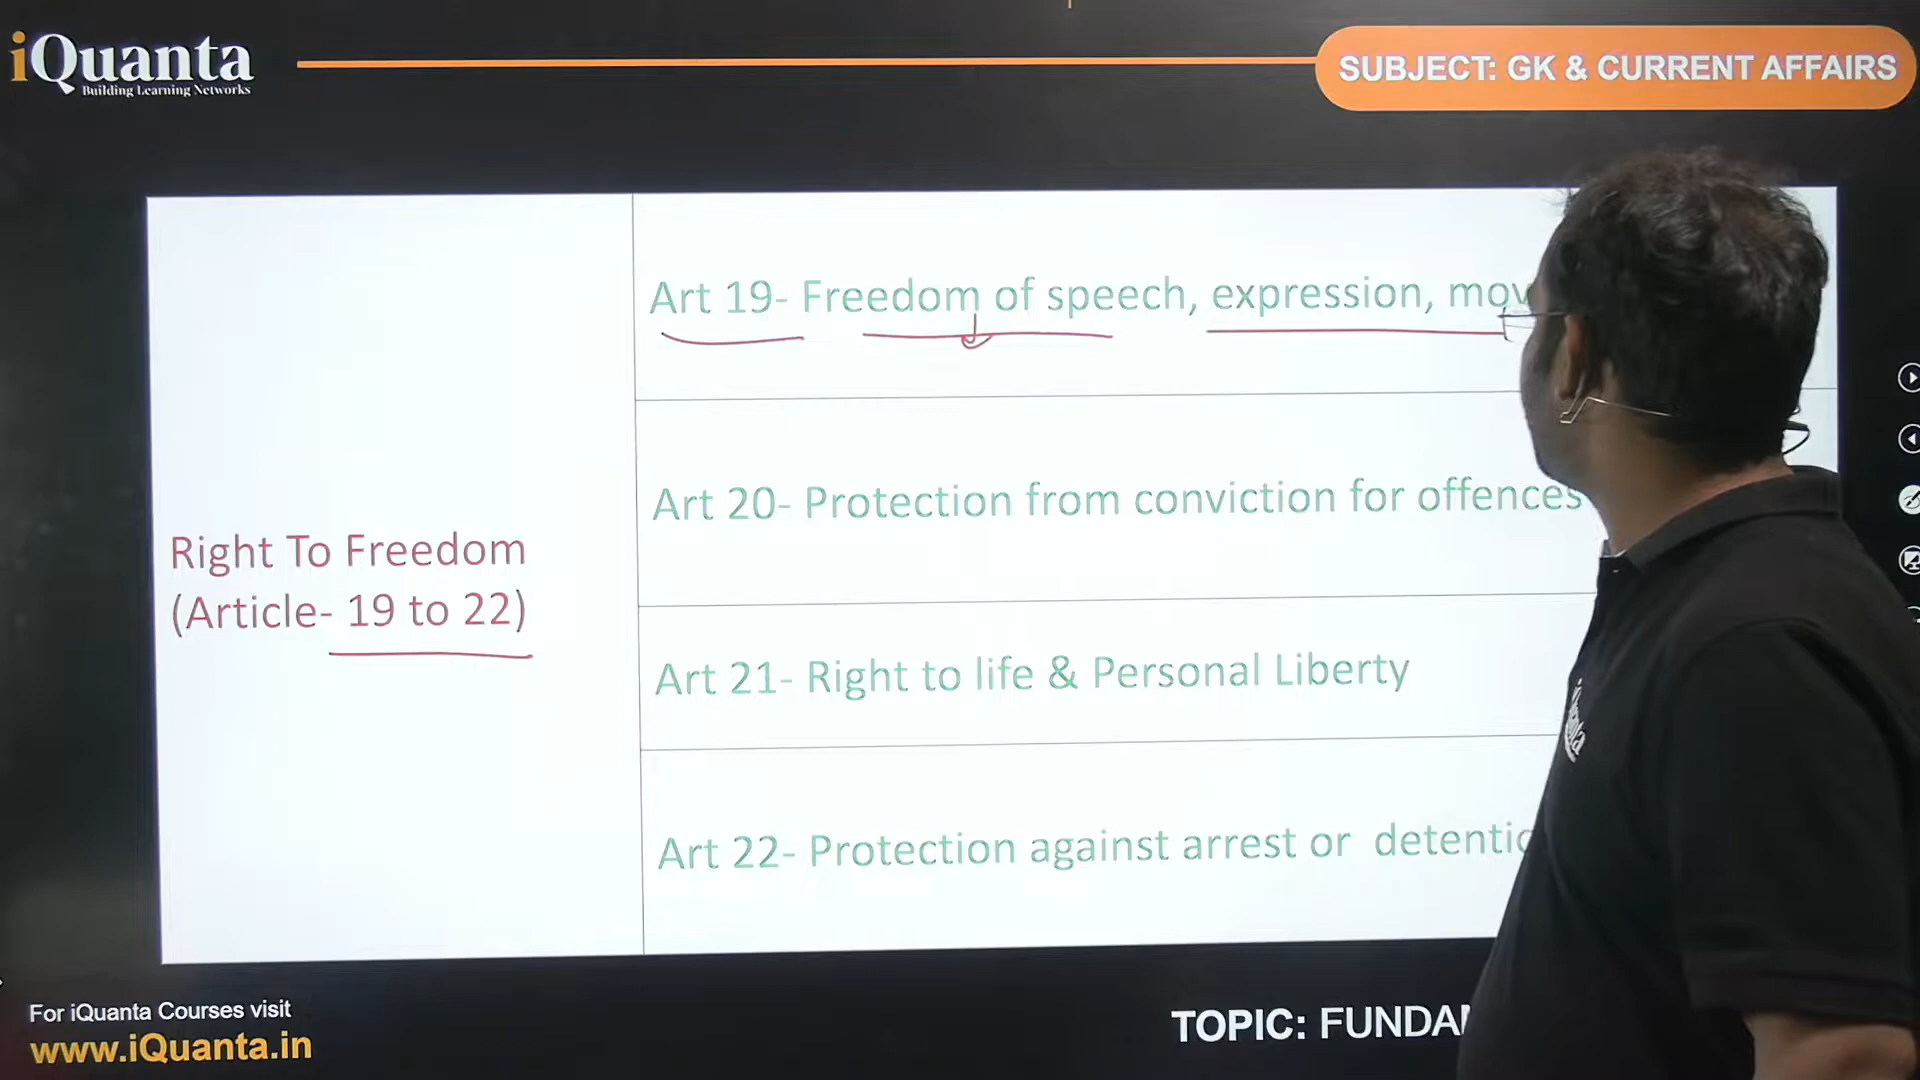 iQuanta
Building Learning Networks
SUBJECT: GK & CURRENT AFFAIRS
Art 19- Freedom of speech, expression,
Art 20- Protection from conviction for offences
Right To Freedom
(Article- 19 to 22)
Art 21- Right to life & Personal Liberty
Art 22- Protection against arrest or detentio
For iQuanta Courses visit
www.iQuanta.in
TOPIC:
iQuanta